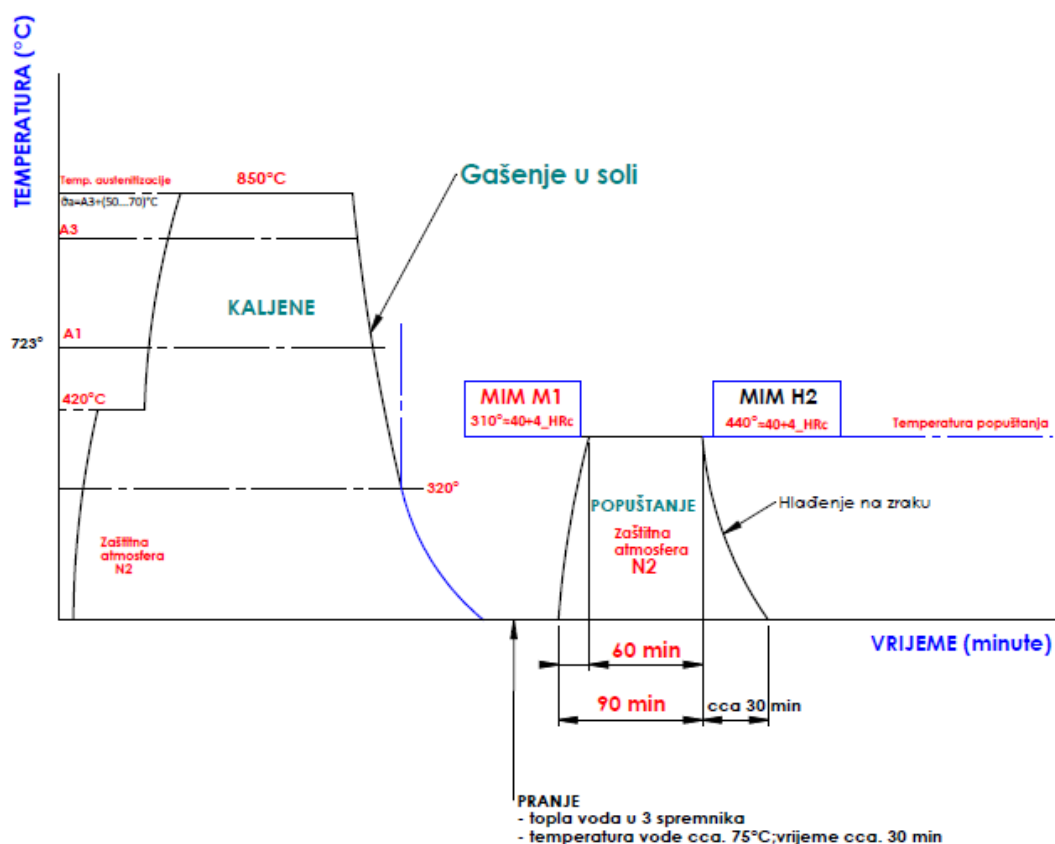 TEMPERATURA (°C)
Temp. austenitizacije
850°C
Gašenje u soli
ϑa=A3+(50...70)°C
A3
KALJENE
A1
723°
420°C
MIM M1
310°=40+4_HRc
MIM H2
440°=40+4_HRc
Temperatura popuštanja
320°
POPUŠTANJE
Hlađenje na zraku
Zaštitna
atmosfera
N2
Zaštitna
atmosfera
N2
VRIJEME (minute)
60 min
90 min
cca 30 min
PRANJE
- topla voda u 3 spremnika
- temperatura vode cca. 75°C;vrijeme cca. 30 min